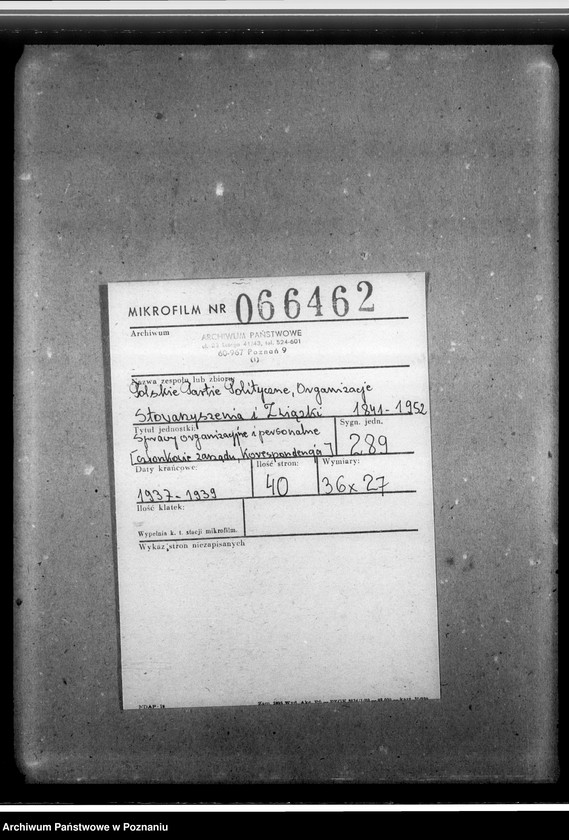 MIKROFILM NR 066462
Archiwum
ARCHIWUM PAŃSTWOWE
60-967 Poznań 9
Nazwa zespołu lub zbioru
Polskie Partie Polityczne, Organizacje
Stowarzyszenia i Związki 1841-1952
Tytuł jednostki: Sygn. jedn.
Sprawy organizacyjne i personalne 289
[członkowie zarządu, korespondencja]
Daty krańcowe: Ilość stron: Wymiary:
1937-1939 40 36x27
Ilość klatek:
Wypełnia k. t. stacji mikrofilm.
Wykaz stron niezapisanych
Archiwum Państwowe w Poznaniu